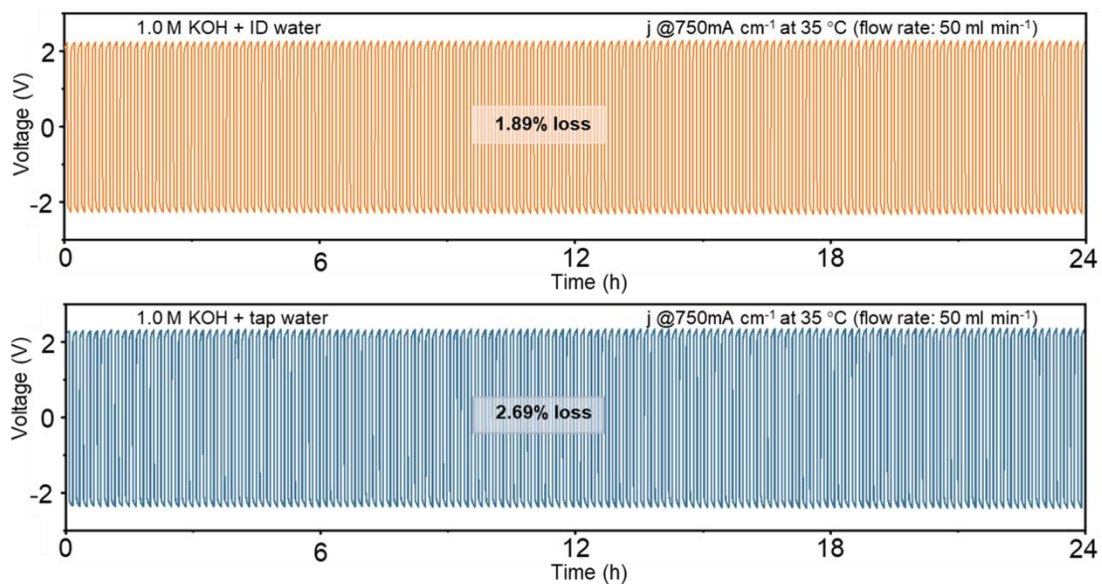 1.0 M KOH + ID water
j @750mA cm⁻¹ at 35 °C (flow rate: 50 ml min⁻¹)
2
0
-2
Voltage (V)
1.89% loss
0 6 12 18 24
Time (h)
1.0 M KOH + tap water
j @750mA cm⁻¹ at 35 °C (flow rate: 50 ml min⁻¹)
2
0
-2
Voltage (V)
2.69% loss
0 6 12 18 24
Time (h)